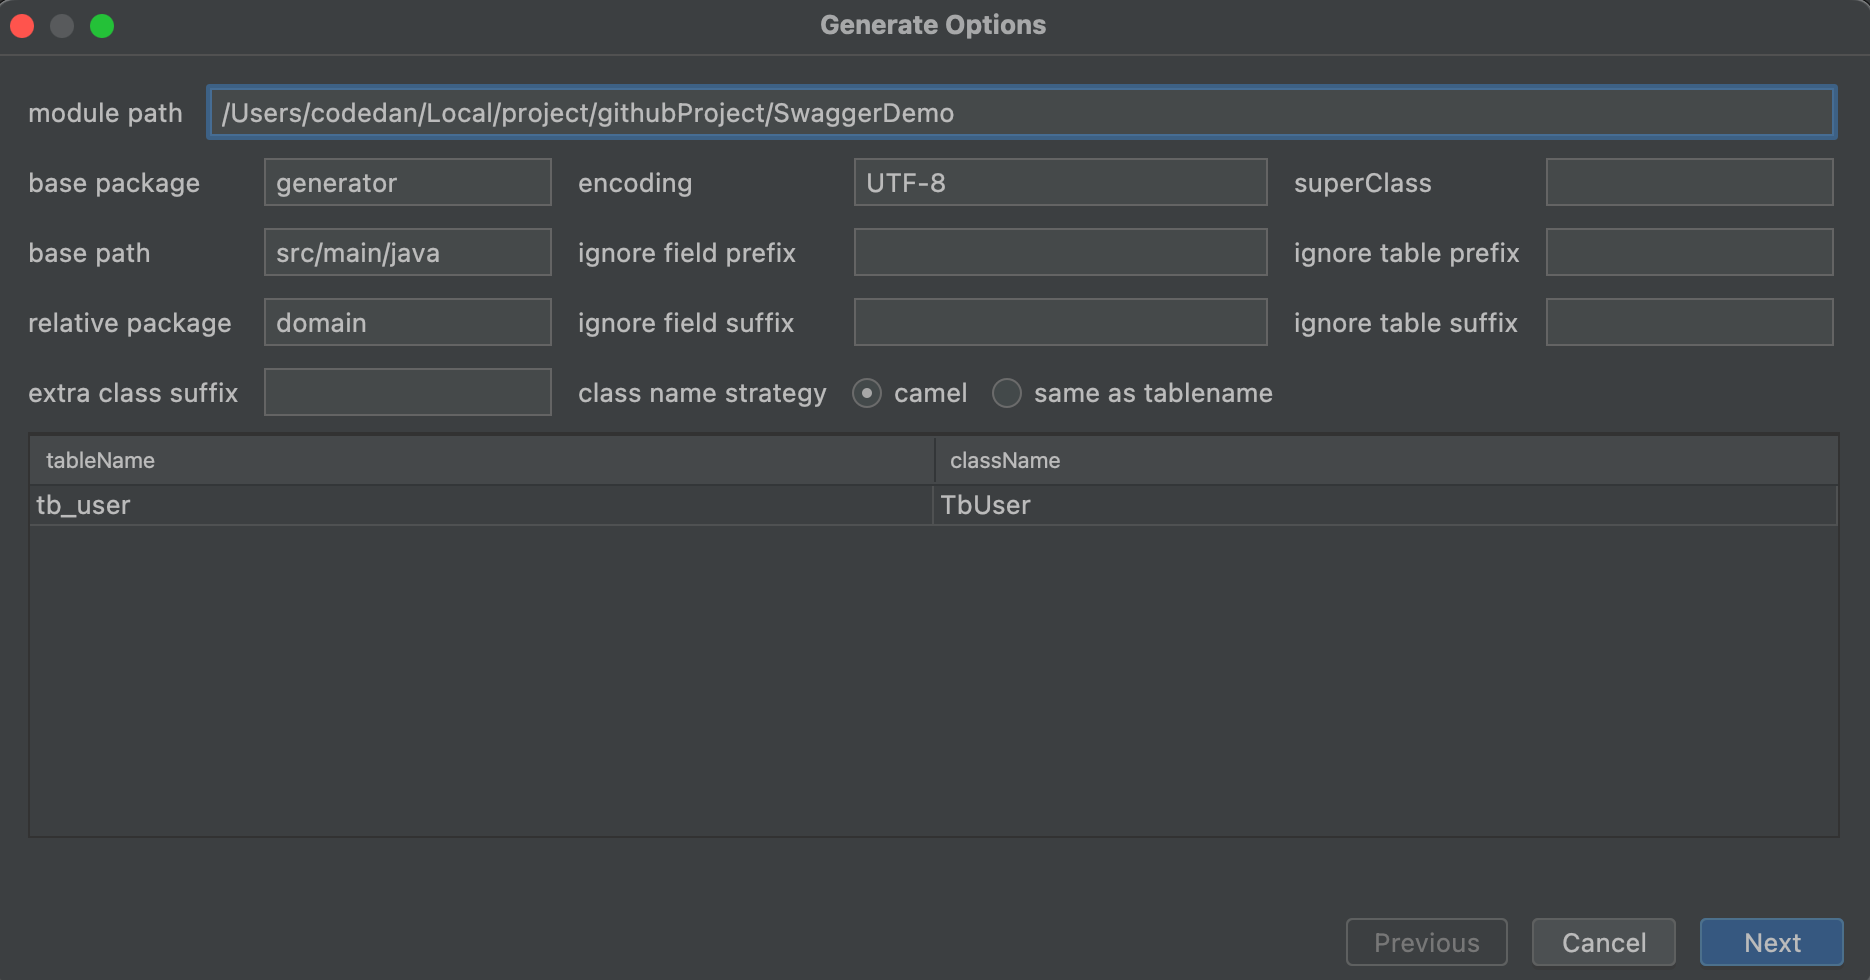 Generate Options
module path /Users/codedan/Local/project/githubProject/SwaggerDemo
base package generator encoding UTF-8 superClass
base path src/main/java ignore field prefix ignore table prefix
relative package domain ignore field suffix ignore table suffix
extra class suffix class name strategy camel same as tablename
tableName className
tb_user TbUser
Previous Cancel Next